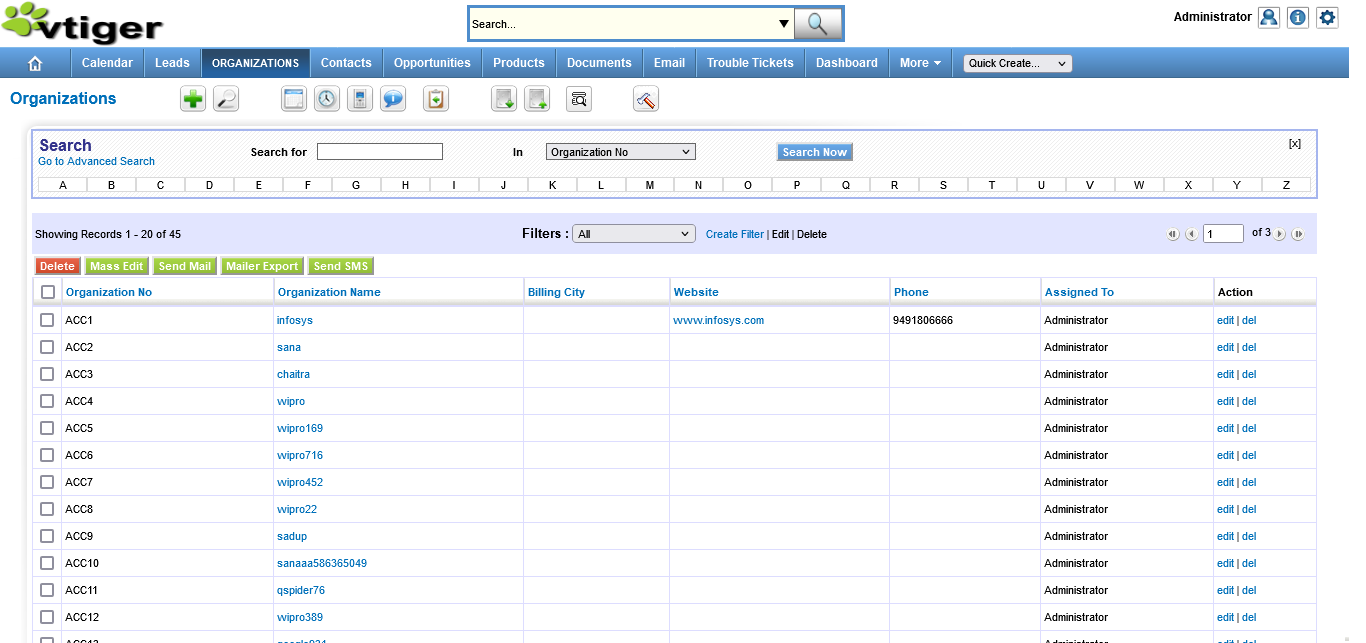 vtiger
Search...
Administrator
Calendar Leads ORGANIZATIONS Contacts Opportunities Products Documents Email Trouble Tickets Dashboard More Quick Create...
Organizations
Search
Go to Advanced Search
Search for In Organization No Search Now [x]
A B C D E F G H I J K L M N O P Q R S T U V W X Y Z
Showing Records 1 - 20 of 45 Filters : All Create Filter | Edit | Delete 1 of 3
Delete Mass Edit Send Mail Mailer Export Send SMS
Organization No Organization Name Billing City Website Phone Assigned To Action
ACC1 infosys www.infosys.com 9491806666 Administrator edit | del
ACC2 sana Administrator edit | del
ACC3 chaitra Administrator edit | del
ACC4 wipro Administrator edit | del
ACC5 wipro169 Administrator edit | del
ACC6 wipro716 Administrator edit | del
ACC7 wipro452 Administrator edit | del
ACC8 wipro22 Administrator edit | del
ACC9 sadup Administrator edit | del
ACC10 sanaaa586365049 Administrator edit | del
ACC11 qspider76 Administrator edit | del
ACC12 wipro389 Administrator edit | del